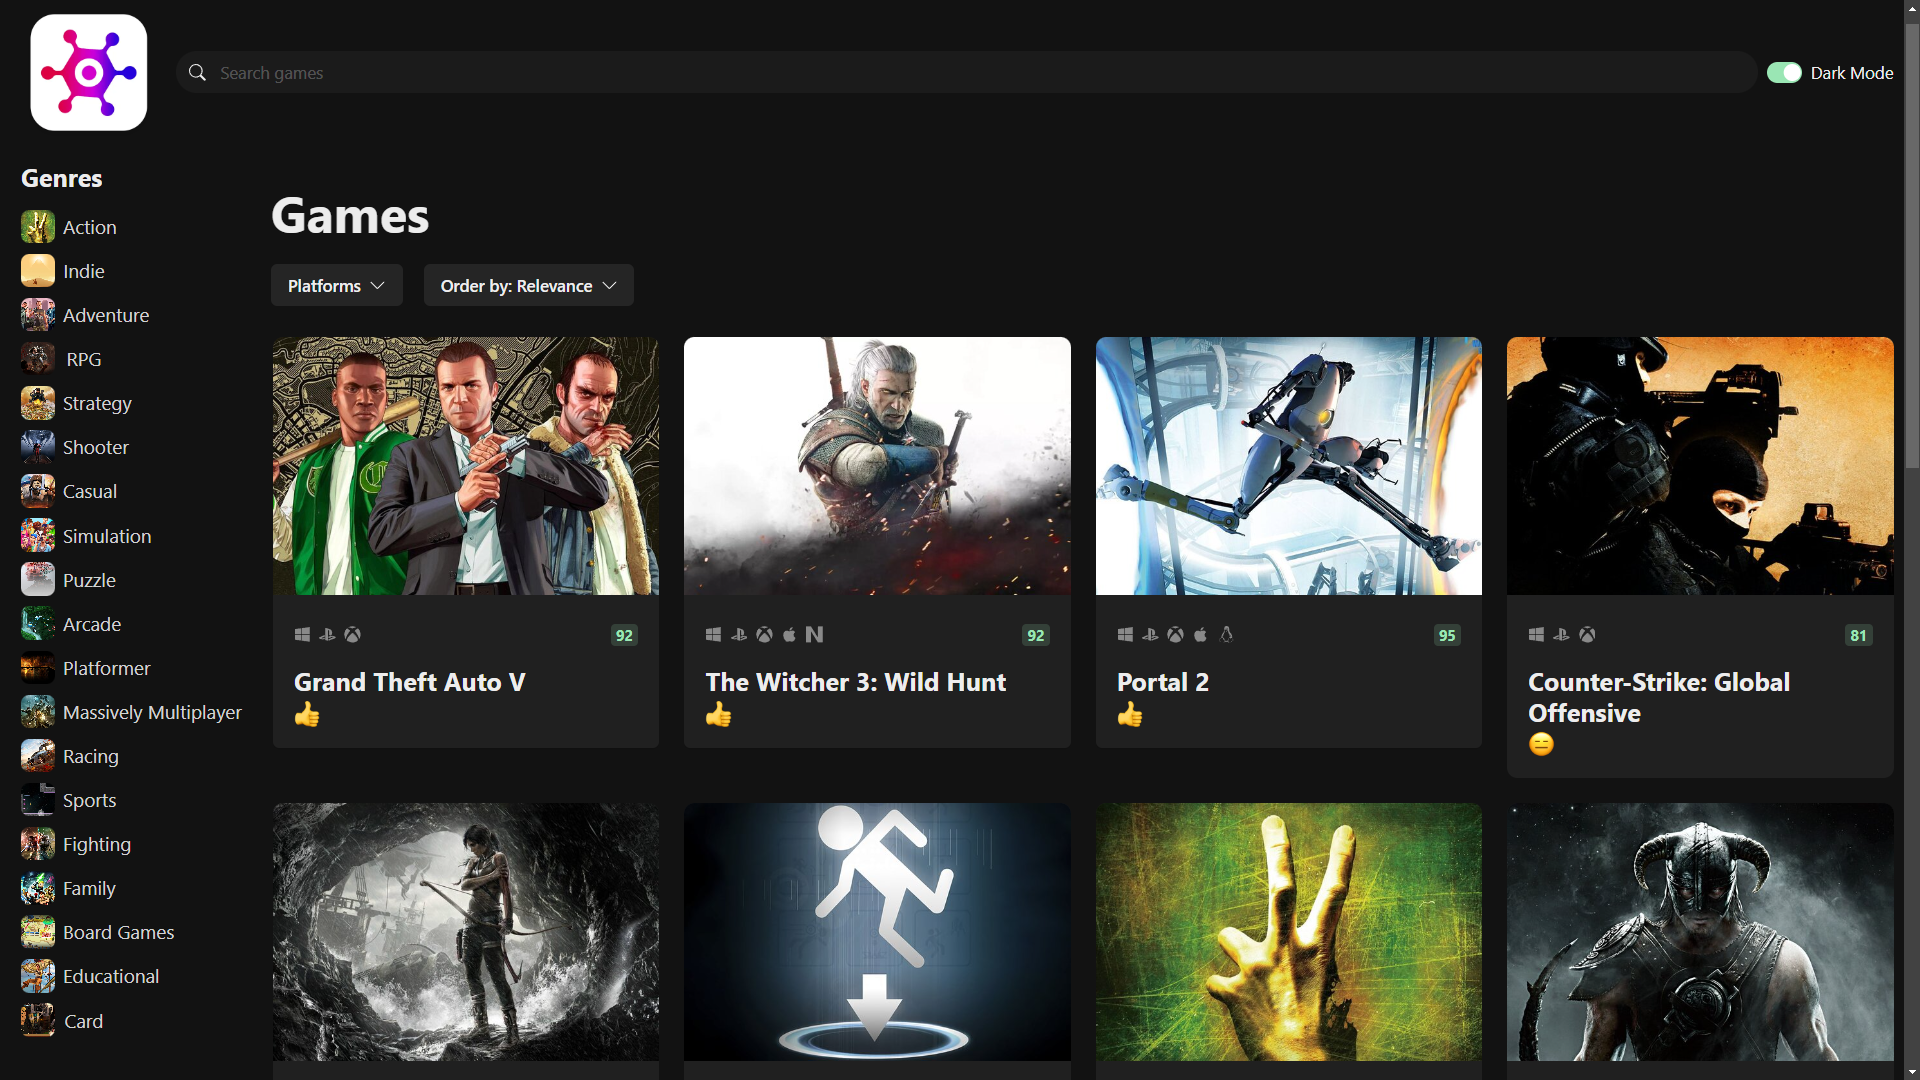 Search games
Dark Mode
Genres
Action
Indie
Adventure
RPG
Strategy
Shooter
Casual
Simulation
Puzzle
Arcade
Platformer
Massively Multiplayer
Racing
Sports
Fighting
Family
Board Games
Educational
Card
Games
Platforms
Order by: Relevance
92
Grand Theft Auto V
92
The Witcher 3: Wild Hunt
95
Portal 2
81
Counter-Strike: Global
Offensive